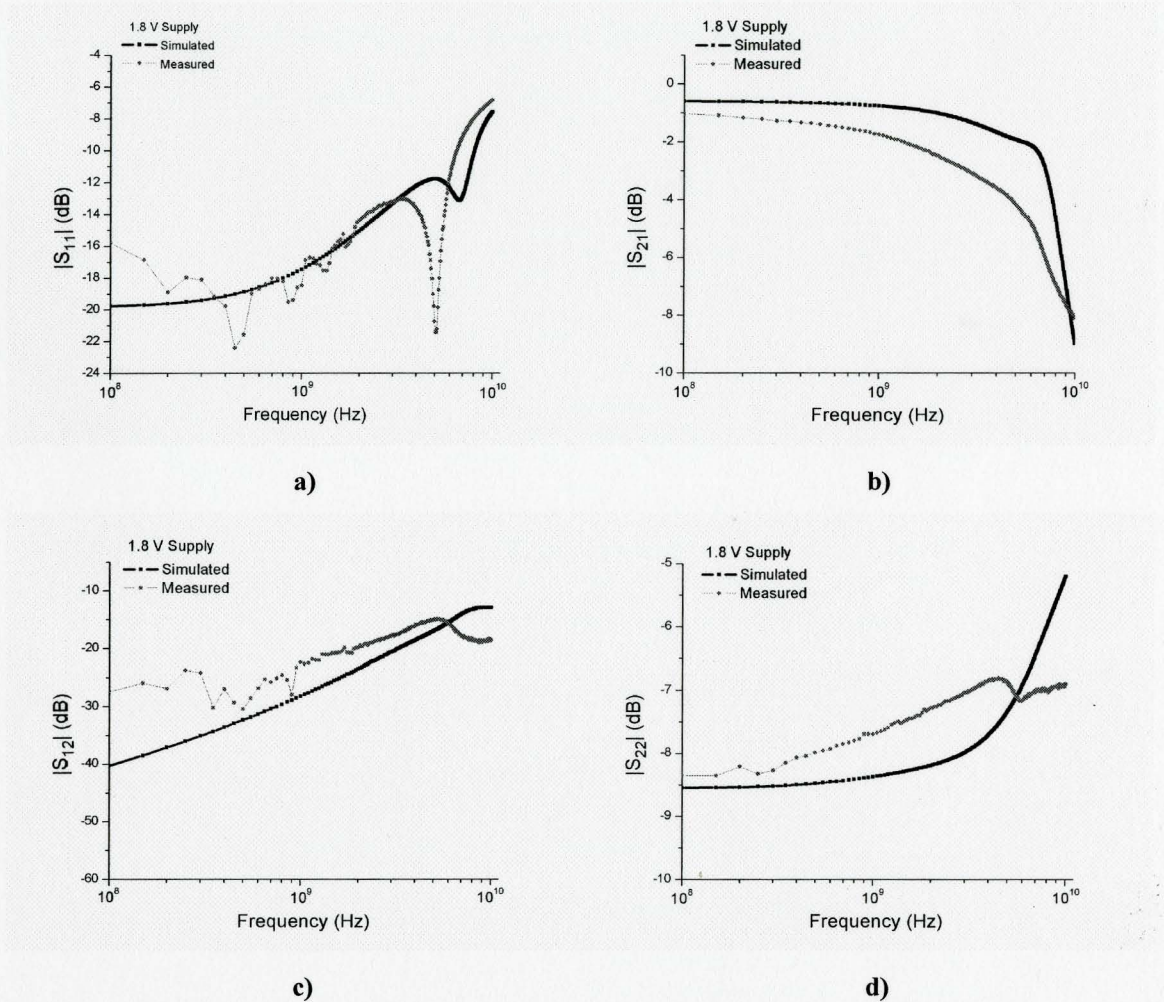 1.8 V Supply
Simulated
Measured
-4
-6
-8
-10
-12
-14
-16
-18
-20
-22
-24
|S11| (dB)
10^8
10^9
10^10
Frequency (Hz)
a)
1.8 V Supply
Simulated
Measured
0
-2
-4
-6
-8
-10
|S21| (dB)
10^8
10^9
10^10
Frequency (Hz)
b)
1.8 V Supply
Simulated
Measured
-10
-20
-30
-40
-50
-60
|S12| (dB)
10^8
10^9
10^10
Frequency (Hz)
c)
1.8 V Supply
Simulated
Measured
-5
-6
-7
-8
-9
-10
|S22| (dB)
10^8
10^9
10^10
Frequency (Hz)
d)